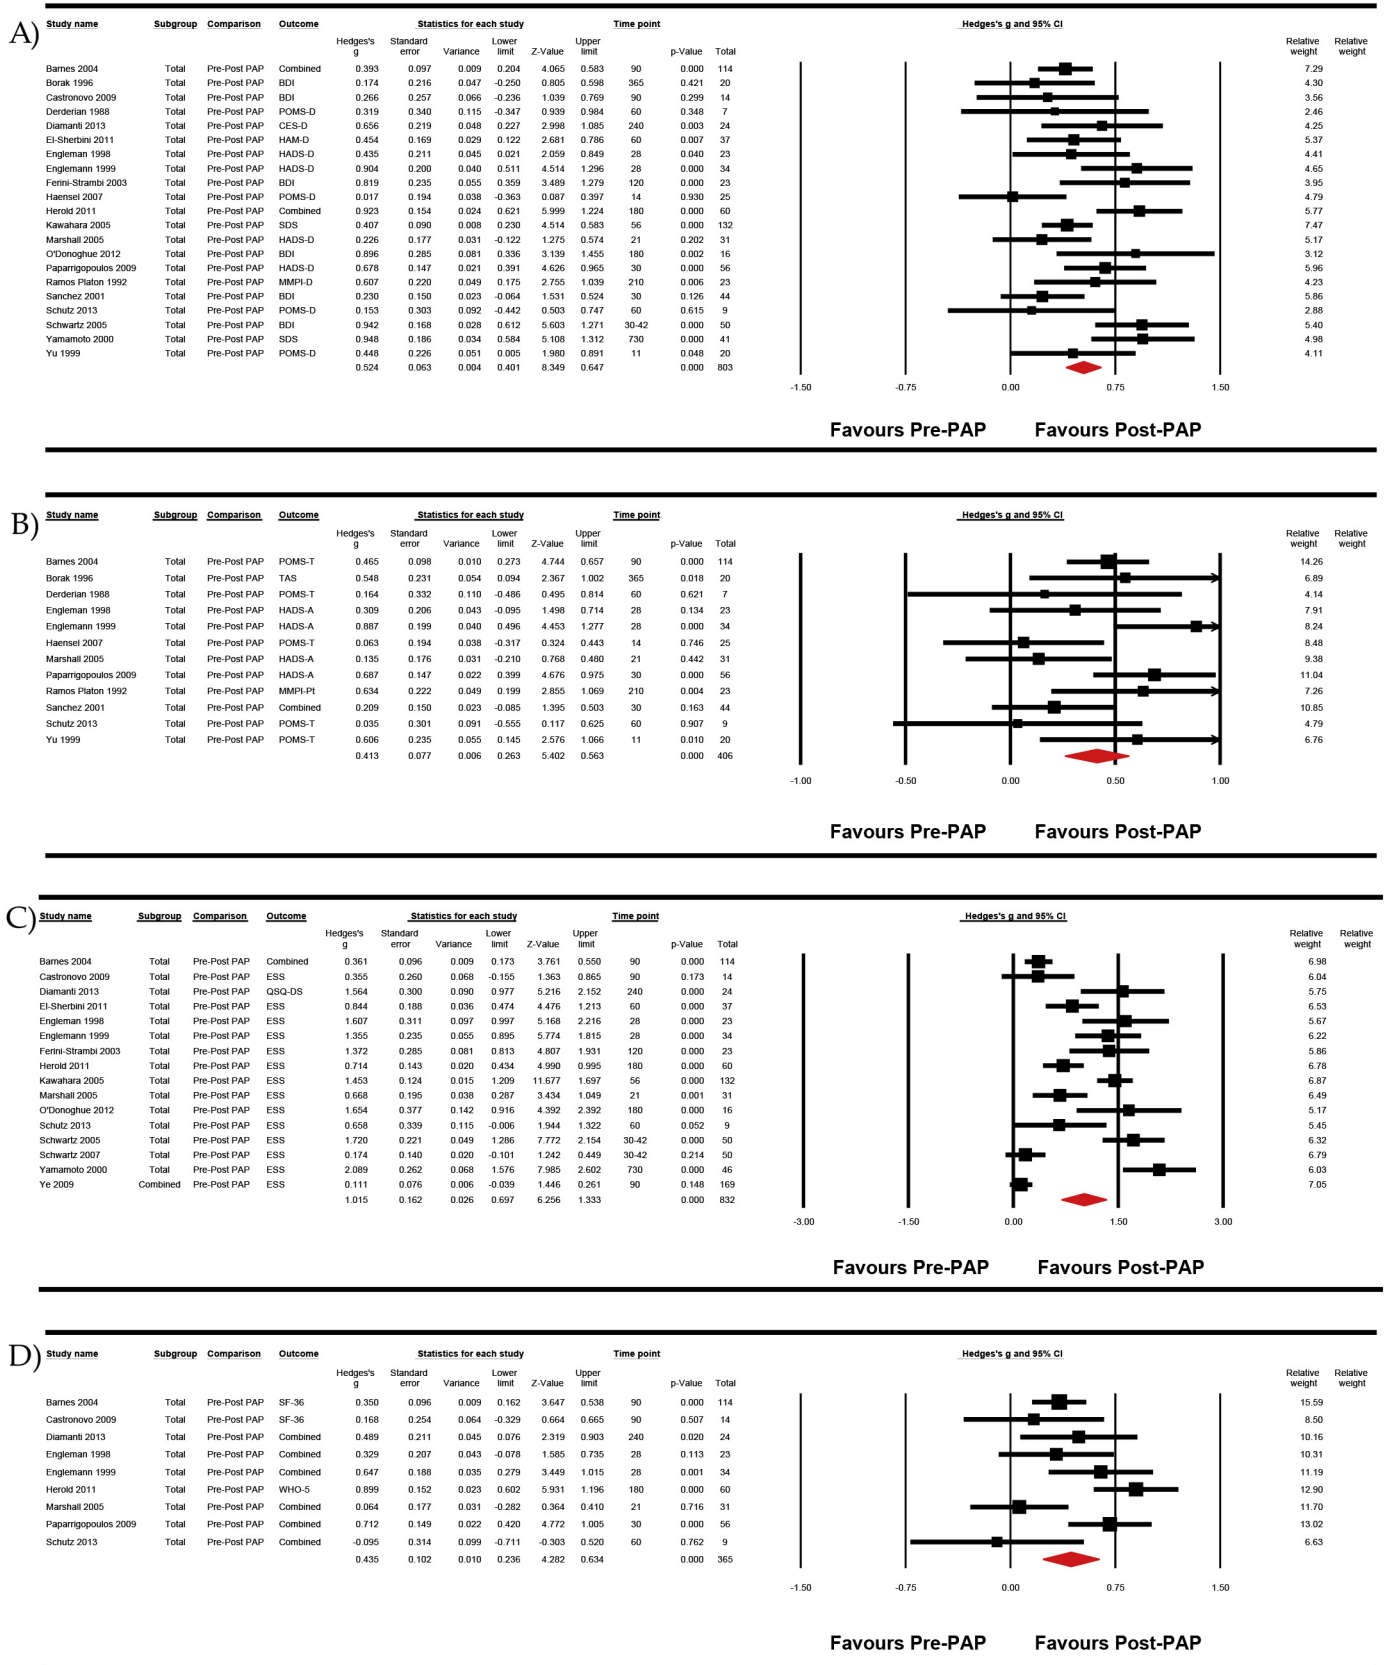 A)
Study name Subgroup Comparison Outcome Statistics for each study Time point Hedges's g and 95% CI
Hedges's g Standard error Variance Lower limit Z-Value Upper limit p-Value Total Relative weight Relative weight
Barnes 2004 Total Pre-Post PAP Combined 0.393 0.097 0.009 0.204 4.065 0.583 90 0.000 114 7.29
Borak 1996 Total Pre-Post PAP BDI 0.174 0.216 0.047 -0.250 0.805 0.598 365 0.421 20 4.30
Castronovo 2009 Total Pre-Post PAP BDI 0.266 0.257 0.066 -0.236 1.039 0.769 90 0.299 14 3.56
Derderian 1988 Total Pre-Post PAP POMS-D 0.319 0.340 0.115 -0.347 0.939 0.984 60 0.348 7 2.46
Diamanti 2013 Total Pre-Post PAP CES-D 0.656 0.219 0.048 0.227 2.998 1.085 240 0.003 24 4.25
El-Sherbini 2011 Total Pre-Post PAP HAM-D 0.454 0.169 0.029 0.122 2.681 0.786 60 0.007 37 5.37
Engleman 1998 Total Pre-Post PAP HADS-D 0.435 0.211 0.045 0.021 2.059 0.849 28 0.040 23 4.41
Englemann 1999 Total Pre-Post PAP HADS-D 0.904 0.200 0.040 0.511 4.514 1.296 28 0.000 34 4.65
Ferini-Strambi 2003 Total Pre-Post PAP BDI 0.819 0.235 0.055 0.359 3.489 1.279 120 0.000 23 3.95
Haensel 2007 Total Pre-Post PAP POMS-D 0.017 0.194 0.038 -0.363 0.087 0.397 14 0.930 25 4.79
Herold 2011 Total Pre-Post PAP Combined 0.923 0.154 0.024 0.621 5.999 1.224 180 0.000 60 5.77
Kawahara 2005 Total Pre-Post PAP SDS 0.407 0.090 0.008 0.230 4.514 0.583 56 0.000 132 7.47
Marshall 2005 Total Pre-Post PAP HADS-D 0.226 0.177 0.031 -0.122 1.275 0.574 21 0.202 31 5.17
O'Donoghue 2012 Total Pre-Post PAP BDI 0.896 0.285 0.081 0.336 3.139 1.455 180 0.002 16 3.12
Paparrigopoulos 2009 Total Pre-Post PAP HADS-D 0.678 0.147 0.021 0.391 4.626 0.965 30 0.000 56 5.96
Ramos Platon 1992 Total Pre-Post PAP MMPI-D 0.607 0.220 0.049 0.175 2.755 1.039 210 0.006 23 4.23
Sanchez 2001 Total Pre-Post PAP BDI 0.230 0.150 0.023 -0.064 1.531 0.524 30 0.126 44 5.86
Schutz 2013 Total Pre-Post PAP POMS-D 0.153 0.303 0.092 -0.442 0.503 0.747 60 0.615 9 2.88
Schwartz 2005 Total Pre-Post PAP BDI 0.942 0.168 0.028 0.612 5.603 1.271 30-42 0.000 50 5.40
Yamamoto 2000 Total Pre-Post PAP SDS 0.948 0.186 0.034 0.584 5.108 1.312 730 0.000 41 4.98
Yu 1999 Total Pre-Post PAP POMS-D 0.448 0.226 0.051 0.005 1.980 0.891 11 0.048 20 4.11
0.524 0.063 0.004 0.401 8.349 0.647 0.000 803
-1.50 -0.75 0.00 0.75 1.50
Favours Pre-PAP Favours Post-PAP
B)
Study name Subgroup Comparison Outcome Statistics for each study Time point Hedges's g and 95% CI
Hedges's g Standard error Variance Lower limit Z-Value Upper limit p-Value Total Relative weight Relative weight
Barnes 2004 Total Pre-Post PAP POMS-T 0.465 0.098 0.010 0.273 4.744 0.657 90 0.000 114 14.26
Borak 1996 Total Pre-Post PAP TAS 0.548 0.231 0.054 0.094 2.367 1.002 365 0.018 20 6.89
Derderian 1988 Total Pre-Post PAP POMS-T 0.164 0.332 0.110 -0.486 0.495 0.814 60 0.621 7 4.14
Engleman 1998 Total Pre-Post PAP HADS-A 0.309 0.206 0.043 -0.095 1.498 0.714 28 0.134 23 7.91
Englemann 1999 Total Pre-Post PAP HADS-A 0.887 0.199 0.040 0.496 4.453 1.277 28 0.000 34 8.24
Haensel 2007 Total Pre-Post PAP POMS-T 0.063 0.194 0.038 -0.317 0.324 0.443 14 0.746 25 8.48
Marshall 2005 Total Pre-Post PAP HADS-A 0.135 0.176 0.031 -0.210 0.768 0.480 21 0.442 31 9.38
Paparrigopoulos 2009 Total Pre-Post PAP HADS-A 0.687 0.147 0.022 0.399 4.676 0.975 30 0.000 56 11.04
Ramos Platon 1992 Total Pre-Post PAP MMPI-Pt 0.634 0.222 0.049 0.199 2.855 1.069 210 0.004 23 7.26
Sanchez 2001 Total Pre-Post PAP Combined 0.209 0.150 0.023 -0.085 1.395 0.503 30 0.163 44 10.85
Schutz 2013 Total Pre-Post PAP POMS-T 0.035 0.301 0.091 -0.555 0.117 0.625 60 0.907 9 4.79
Yu 1999 Total Pre-Post PAP POMS-T 0.606 0.235 0.055 0.145 2.576 1.066 11 0.010 20 6.76
0.413 0.077 0.006 0.263 5.402 0.563 0.000 406
-1.00 -0.50 0.00 0.50 1.00
Favours Pre-PAP Favours Post-PAP
C)
Study name Subgroup Comparison Outcome Statistics for each study Time point Hedges's g and 95% CI
Hedges's g Standard error Variance Lower limit Z-Value Upper limit p-Value Total Relative weight Relative weight
Barnes 2004 Total Pre-Post PAP Combined 0.361 0.096 0.009 0.173 3.761 0.550 90 0.000 114 6.98
Castronovo 2009 Total Pre-Post PAP ESS 0.355 0.260 0.068 -0.155 1.363 0.865 90 0.173 14 6.04
Diamanti 2013 Total Pre-Post PAP QSQ-DS 1.564 0.300 0.090 0.977 5.216 2.152 240 0.000 24 5.75
El-Sherbini 2011 Total Pre-Post PAP ESS 0.844 0.188 0.036 0.474 4.476 1.213 60 0.000 37 6.53
Engleman 1998 Total Pre-Post PAP ESS 1.607 0.311 0.097 0.997 5.168 2.216 28 0.000 23 5.67
Englemann 1999 Total Pre-Post PAP ESS 1.355 0.235 0.055 0.895 5.774 1.815 28 0.000 34 6.22
Ferini-Strambi 2003 Total Pre-Post PAP ESS 1.372 0.285 0.081 0.813 4.807 1.931 120 0.000 23 5.86
Herold 2011 Total Pre-Post PAP ESS 0.714 0.143 0.020 0.434 4.990 0.995 180 0.000 60 6.78
Kawahara 2005 Total Pre-Post PAP ESS 1.453 0.124 0.015 1.209 11.677 1.697 56 0.000 132 6.87
Marshall 2005 Total Pre-Post PAP ESS 0.668 0.195 0.038 0.287 3.434 1.049 21 0.001 31 6.49
O'Donoghue 2012 Total Pre-Post PAP ESS 1.654 0.377 0.142 0.916 4.392 2.392 180 0.000 16 5.17
Schutz 2013 Total Pre-Post PAP ESS 0.658 0.339 0.115 -0.006 1.944 1.322 60 0.052 9 5.45
Schwartz 2005 Total Pre-Post PAP ESS 1.720 0.221 0.049 1.286 7.772 2.154 30-42 0.000 50 6.32
Schwartz 2007 Total Pre-Post PAP ESS 0.174 0.140 0.020 -0.101 1.242 0.449 30-42 0.214 50 6.79
Yamamoto 2000 Total Pre-Post PAP ESS 2.089 0.262 0.068 1.576 7.985 2.602 730 0.000 46 6.03
Ye 2009 Combined Pre-Post PAP ESS 0.111 0.076 0.006 -0.039 1.446 0.261 90 0.148 169 7.05
1.015 0.162 0.026 0.697 6.256 1.333 0.000 832
-3.00 -1.50 0.00 1.50 3.00
Favours Pre-PAP Favours Post-PAP
D)
Study name Subgroup Comparison Outcome Statistics for each study Time point Hedges's g and 95% CI
Hedges's g Standard error Variance Lower limit Z-Value Upper limit p-Value Total Relative weight Relative weight
Barnes 2004 Total Pre-Post PAP SF-36 0.350 0.096 0.009 0.162 3.647 0.538 90 0.000 114 15.59
Castronovo 2009 Total Pre-Post PAP SF-36 0.168 0.254 0.064 -0.329 0.664 0.665 90 0.507 14 8.50
Diamanti 2013 Total Pre-Post PAP Combined 0.489 0.211 0.045 0.076 2.319 0.903 240 0.020 24 10.16
Engleman 1998 Total Pre-Post PAP Combined 0.329 0.207 0.043 -0.078 1.585 0.735 28 0.113 23 10.31
Englemann 1999 Total Pre-Post PAP Combined 0.647 0.188 0.035 0.279 3.449 1.015 28 0.001 34 11.19
Herold 2011 Total Pre-Post PAP WHO-5 0.899 0.152 0.023 0.602 5.931 1.196 180 0.000 60 12.90
Marshall 2005 Total Pre-Post PAP Combined 0.064 0.177 0.031 -0.282 0.364 0.410 21 0.716 31 11.70
Paparrigopoulos 2009 Total Pre-Post PAP Combined 0.712 0.149 0.022 0.420 4.772 1.005 30 0.000 56 13.02
Schutz 2013 Total Pre-Post PAP Combined -0.095 0.314 0.099 -0.711 -0.303 0.520 60 0.762 9 6.63
0.435 0.102 0.010 0.236 4.282 0.634 0.000 365
-1.50 -0.75 0.00 0.75 1.50
Favours Pre-PAP Favours Post-PAP